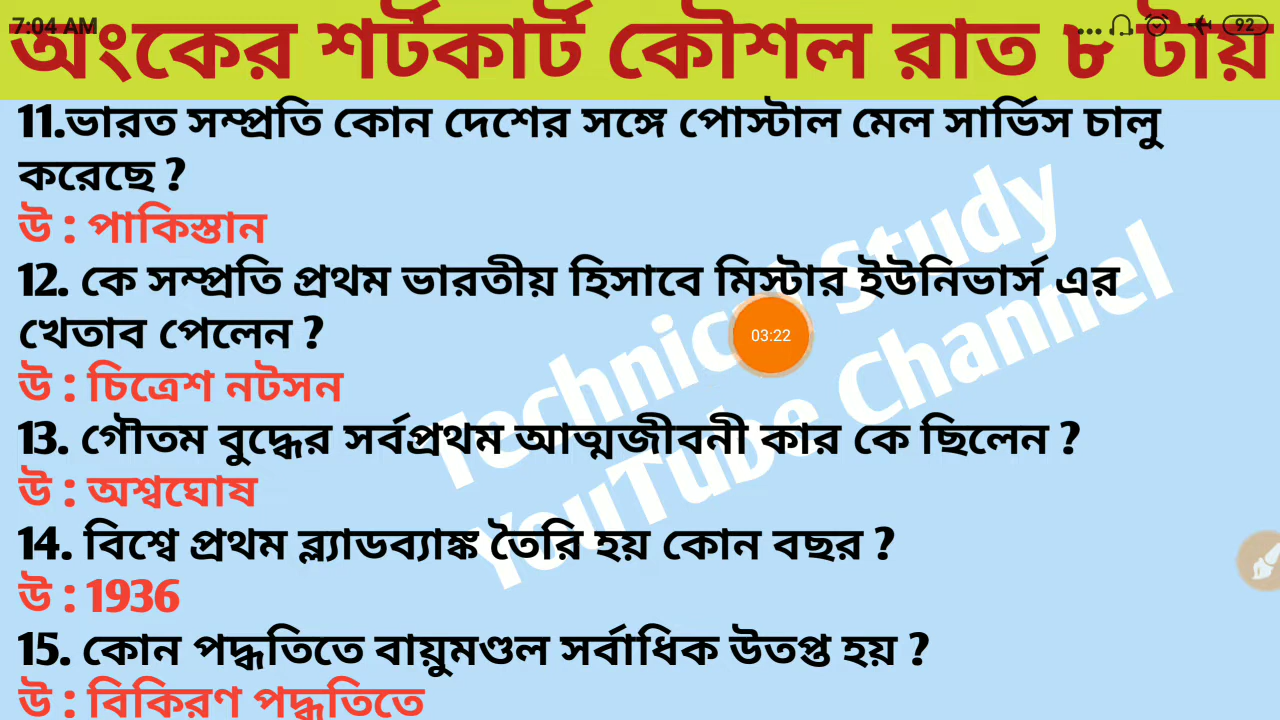 7:04 AM
92
অংকের শর্টকার্ট কৌশল রাত ৮ টায়
11.ভারত সম্প্রতি কোন দেশের সঙ্গে পোস্টাল মেল সার্ভিস চালু
করেছে ?
উ : পাকিস্তান
12. কে সম্প্রতি প্রথম ভারতীয় হিসাবে মিস্টার ইউনিভার্স এর
খেতাব পেলেন ?
উ : চিত্রেশ নটসন
13. গৌতম বুদ্ধের সর্বপ্রথম আত্মজীবনী কার কে ছিলেন ?
উ : অশ্বঘোষ
14. বিশ্বে প্রথম ব্ল্যাডব্যাঙ্ক তৈরি হয় কোন বছর ?
উ : 1936
15. কোন পদ্ধতিতে বায়ুমণ্ডল সর্বাধিক উতপ্ত হয় ?
উ : বিকিরণ পদ্ধতিতে
Study
YouTube Channel
03:22